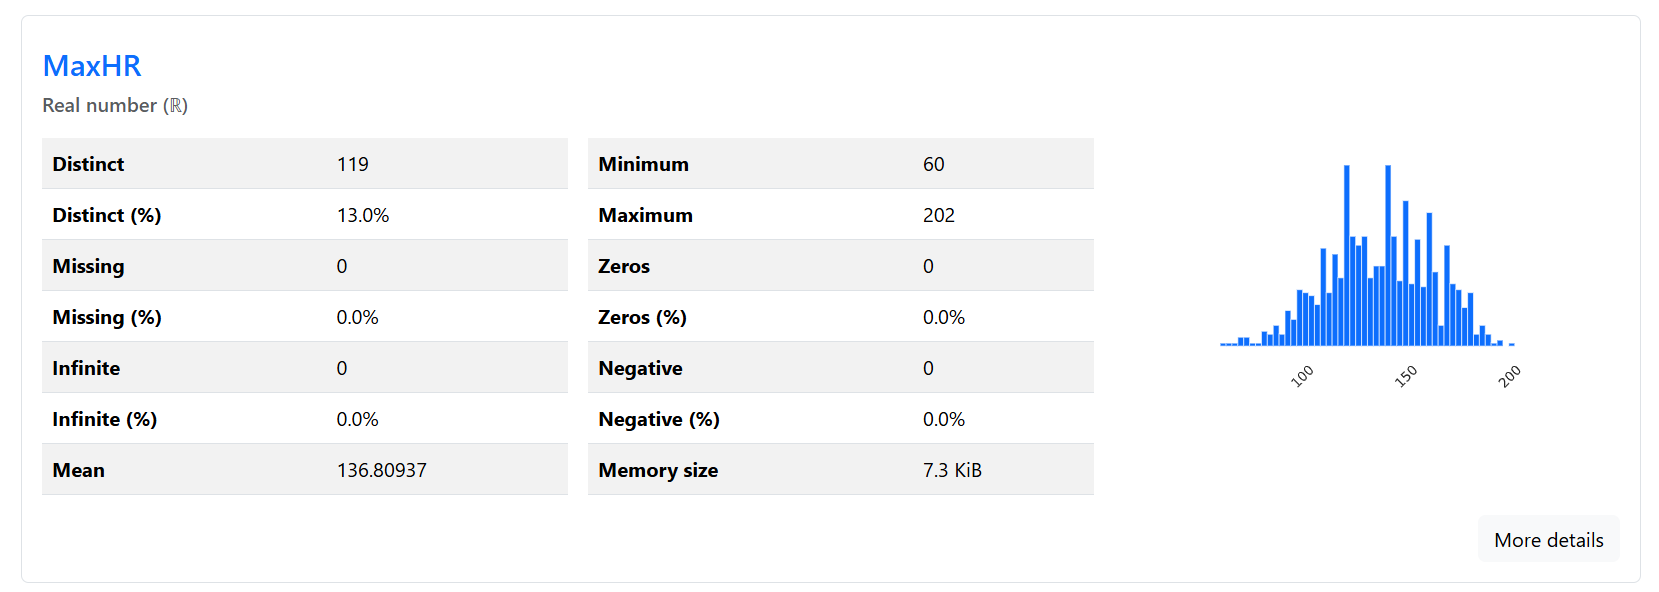 MaxHR
Real number (ℝ)
Distinct 119
Distinct (%) 13.0%
Missing 0
Missing (%) 0.0%
Infinite 0
Infinite (%) 0.0%
Mean 136.80937
Minimum 60
Maximum 202
Zeros 0
Zeros (%) 0.0%
Negative 0
Negative (%) 0.0%
Memory size 7.3 KiB
100
150
200
More details